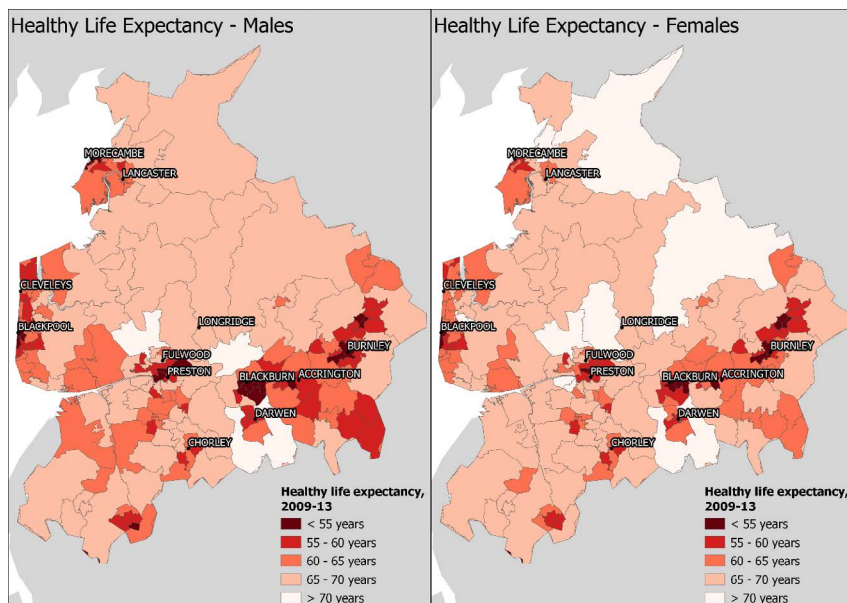 Healthy Life Expectancy - Males
MORECAMBE
LANCASTER
CLEVELEYS
BLACKPOOL
LONGRIDGE
FULWOOD
PRESTON
BURNLEY
BLACKBURN
ACCRINGTON
DARWEN
CHORLEY
Healthy life expectancy,
2009-13
< 55 years
55 - 60 years
60 - 65 years
65 - 70 years
> 70 years
Healthy Life Expectancy - Females
MORECAMBE
LANCASTER
CLEVELEYS
BLACKPOOL
LONGRIDGE
FULWOOD
PRESTON
BURNLEY
BLACKBURN
ACCRINGTON
DARWEN
CHORLEY
Healthy life expectancy,
2009-13
< 55 years
55 - 60 years
60 - 65 years
65 - 70 years
> 70 years